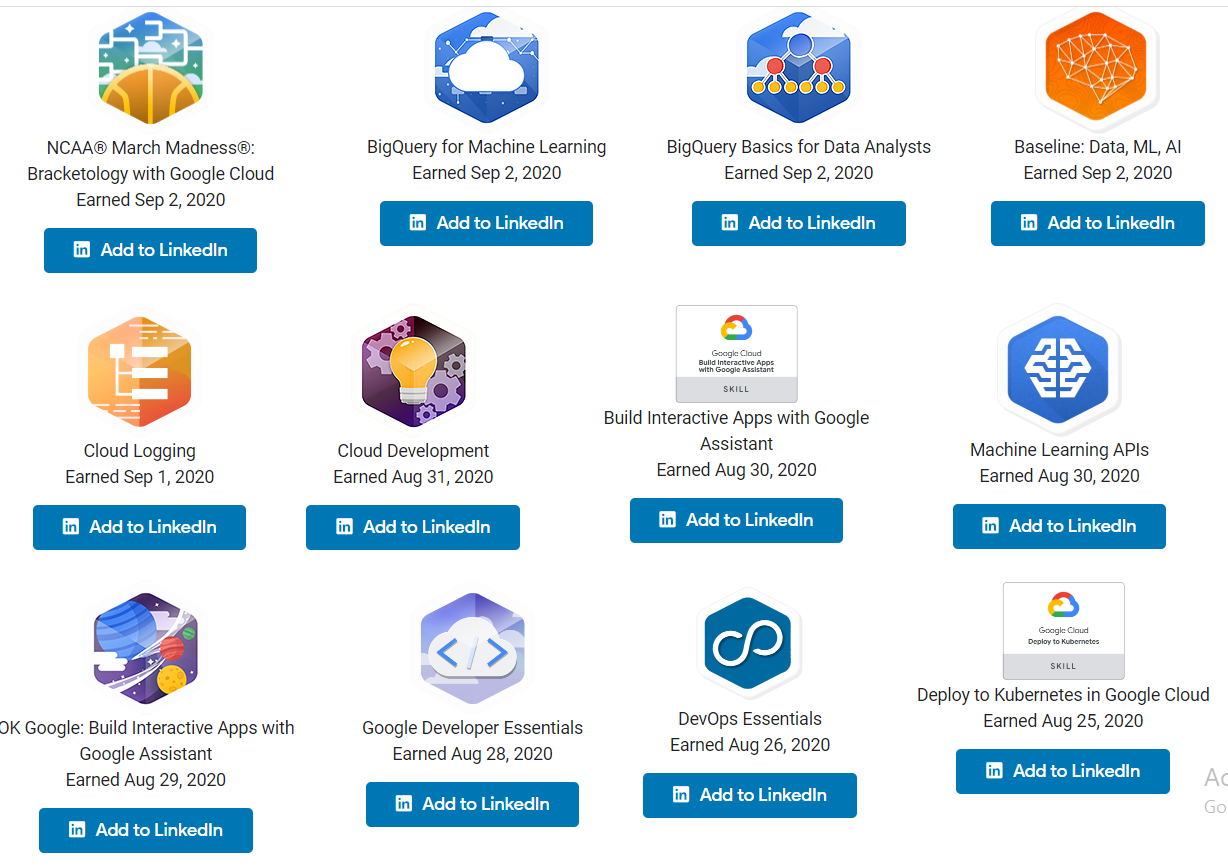 NCAA® March Madness®:
Bracketology with Google Cloud
Earned Sep 2, 2020
Add to LinkedIn
BigQuery for Machine Learning
Earned Sep 2, 2020
Add to LinkedIn
BigQuery Basics for Data Analysts
Earned Sep 2, 2020
Add to LinkedIn
Baseline: Data, ML, AI
Earned Sep 2, 2020
Add to LinkedIn
Cloud Logging
Earned Sep 1, 2020
Add to LinkedIn
Cloud Development
Earned Aug 31, 2020
Add to LinkedIn
Google Cloud
Build Interactive Apps
with Google Assistant
SKILL
Build Interactive Apps with Google
Assistant
Earned Aug 30, 2020
Add to LinkedIn
Machine Learning APIs
Earned Aug 30, 2020
Add to LinkedIn
OK Google: Build Interactive Apps with
Google Assistant
Earned Aug 29, 2020
Add to LinkedIn
Google Developer Essentials
Earned Aug 28, 2020
Add to LinkedIn
DevOps Essentials
Earned Aug 26, 2020
Add to LinkedIn
Google Cloud
Deploy to Kubernetes
SKILL
Deploy to Kubernetes in Google Cloud
Earned Aug 25, 2020
Add to LinkedIn